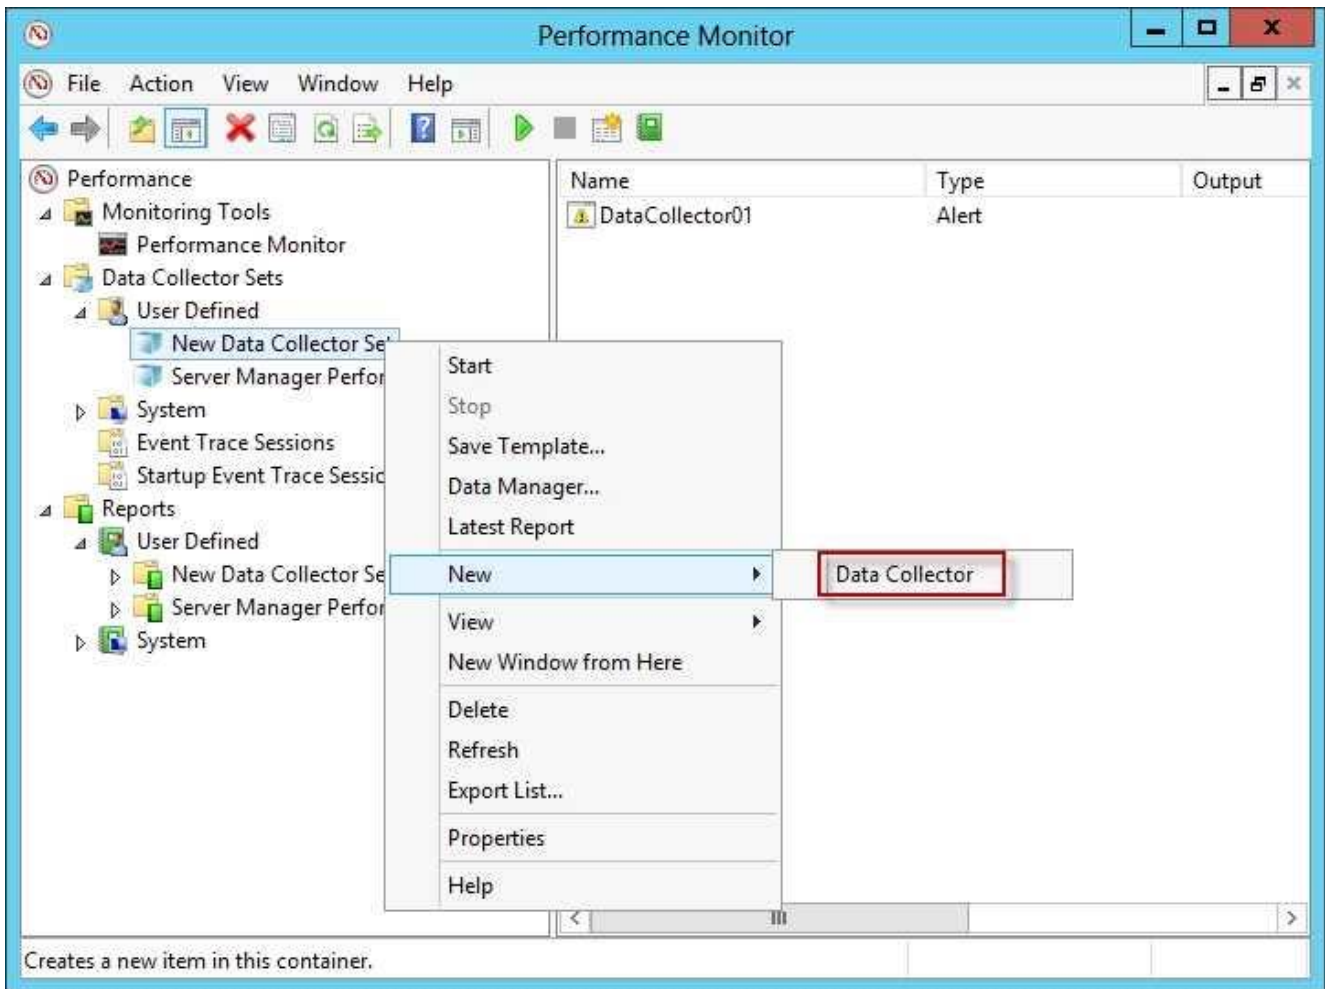 Performance Monitor
File Action View Window Help
Performance
Monitoring Tools
Performance Monitor
Data Collector Sets
User Defined
New Data Collector Se
Server Manager Perfor
System
Event Trace Sessions
Startup Event Trace Sessic
Reports
User Defined
New Data Collector Se
Server Manager Perfor
System
Name Type Output
DataCollector01 Alert
Start
Stop
Save Template...
Data Manager...
Latest Report
New
Data Collector
View
New Window from Here
Delete
Refresh
Export List...
Properties
Help
Creates a new item in this container.